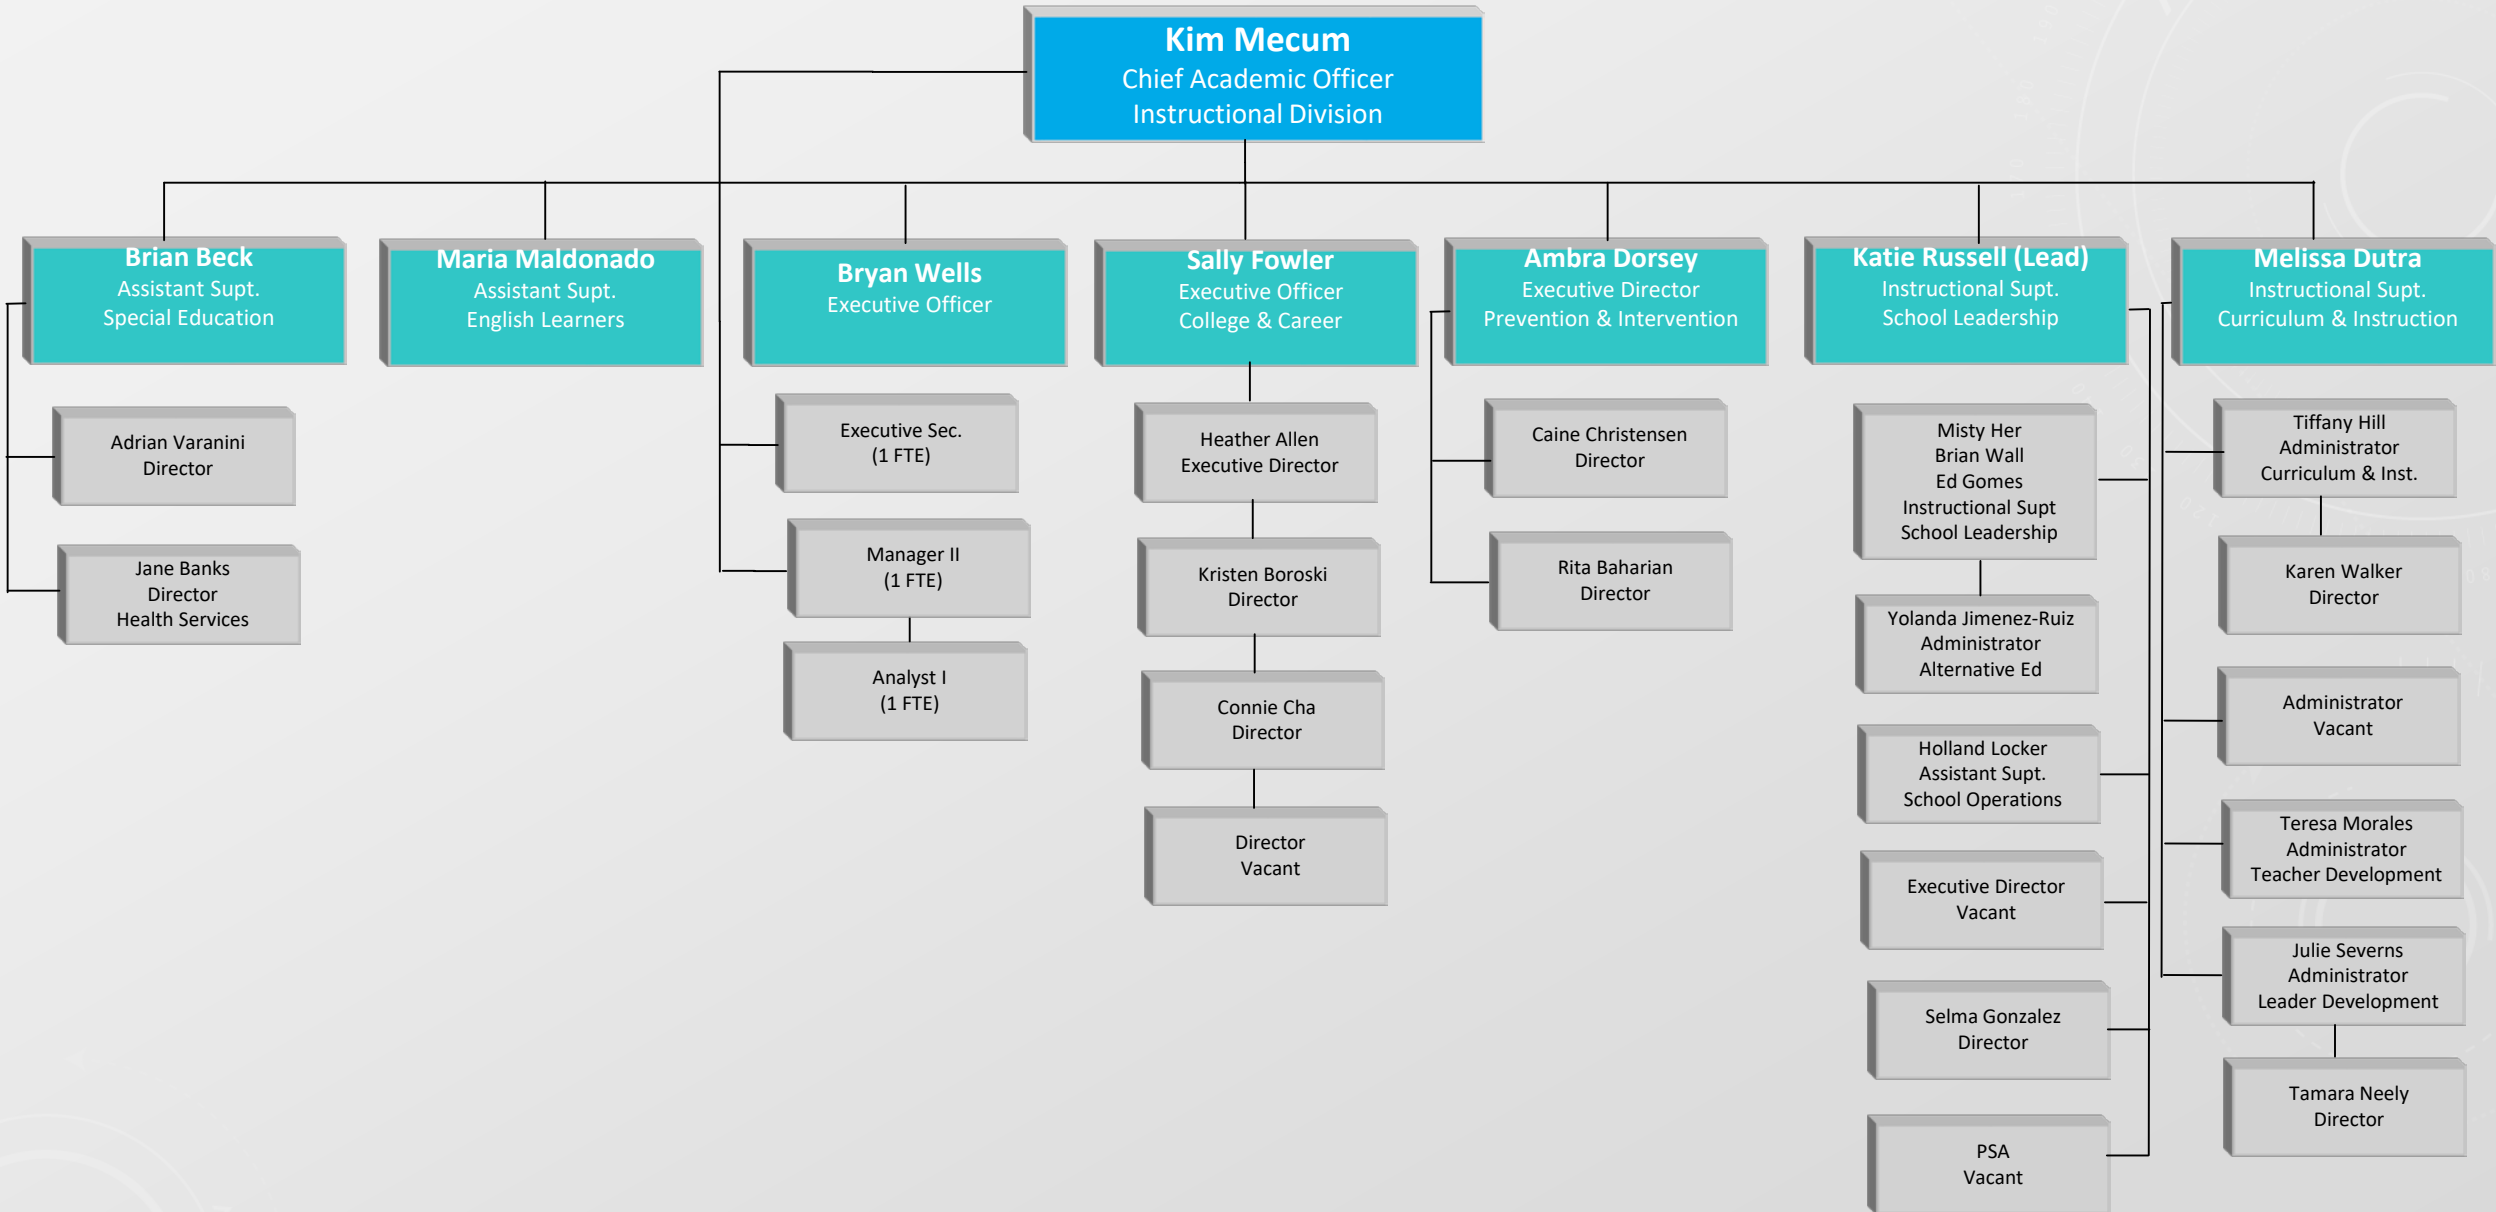 Kim Mecum
Chief Academic Officer
Instructional Division
Brian Beck
Assistant Supt.
Special Education
Maria Maldonado
Assistant Supt.
English Learners
Bryan Wells
Executive Officer
Sally Fowler
Executive Officer
College & Career
Ambra Dorsey
Executive Director
Prevention & Intervention
Katie Russell (Lead)
Instructional Supt.
School Leadership
Melissa Dutra
Instructional Supt.
Curriculum & Instruction
Adrian Varanini
Director
Jane Banks
Director
Health Services
Executive Sec.
(1 FTE)
Manager II
(1 FTE)
Analyst I
(1 FTE)
Heather Allen
Executive Director
Kristen Boroski
Director
Connie Cha
Director
Director
Vacant
Caine Christensen
Director
Rita Baharian
Director
Misty Her
Brian Wall
Ed Gomes
Instructional Supt
School Leadership
Yolanda Jimenez-Ruiz
Administrator
Alternative Ed
Holland Locker
Assistant Supt.
School Operations
Executive Director
Vacant
Selma Gonzalez
Director
PSA
Vacant
Tiffany Hill
Administrator
Curriculum & Inst.
Karen Walker
Director
Administrator
Vacant
Teresa Morales
Administrator
Teacher Development
Julie Severns
Administrator
Leader Development
Tamara Neely
Director